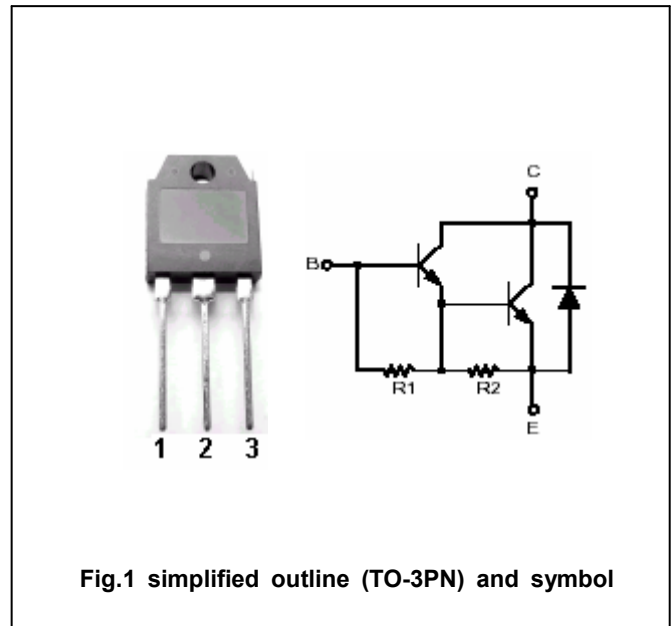 C
B
R1 R2
E
1 2 3
Fig.1 simplified outline (TO-3PN) and symbol